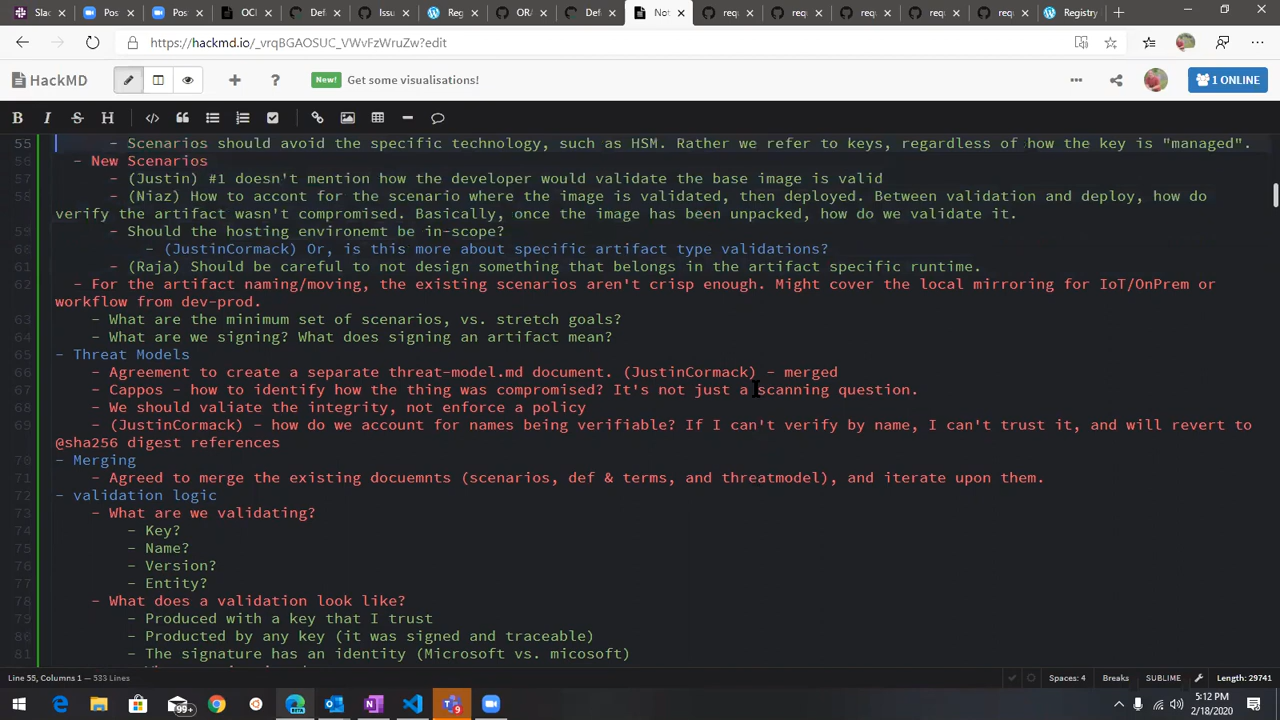 Slack
Pos
Pos
OCI
Def
Issu
Reg
ORA
Def
Not
req
req
req
req
req
Registry
https://hackmd.io/_vrqBGAOSUC_VWvFzWruZw?edit
HackMD
New!
Get some visualisations!
1 ONLINE
B I S H
55 - Scenarios should avoid the specific technology, such as HSM. Rather we refer to keys, regardless of how the key is "managed".
56 - New Scenarios
57 - (Justin) #1 doesn't mention how the developer would validate the base image is valid
58 - (Niaz) How to accont for the scenario where the image is validated, then deployed. Between validation and deploy, how do
verify the artifact wasn't compromised. Basically, once the image has been unpacked, how do we validate it.
59 - Should the hosting environemt be in-scope?
60 - (JustinCormack) Or, is this more about specific artifact type validations?
61 - (Raja) Should be careful to not design something that belongs in the artifact specific runtime.
62 - For the artifact naming/moving, the existing scenarios aren't crisp enough. Might cover the local mirroring for IoT/OnPrem or
workflow from dev-prod.
63 - What are the minimum set of scenarios, vs. stretch goals?
64 - What are we signing? What does signing an artifact mean?
65 - Threat Models
66 - Agreement to create a separate threat-model.md document. (JustinCormack) - merged
67 - Cappos - how to identify how the thing was compromised? It's not just a scanning question.
68 - We should validate the integrity, not enforce a policy
69 - (JustinCormack) - how do we account for names being verifiable? If I can't verify by name, I can't trust it, and will revert to
@sha256 digest references
70 - Merging
71 - Agreed to merge the existing docuemnts (scenarios, def & terms, and threatmodel), and iterate upon them.
72 - validation logic
73 - What are we validating?
74 - Key?
75 - Name?
76 - Version?
77 - Entity?
78 - What does a validation look like?
79 - Produced with a key that I trust
80 - Producted by any key (it was signed and traceable)
81 - The signature has an identity (Microsoft vs. micosoft)
Line 55, Columns 1 — 533 Lines
Spaces: 4
Breaks
SUBLIME
Length: 29741
99+
5:12 PM
2/18/2020